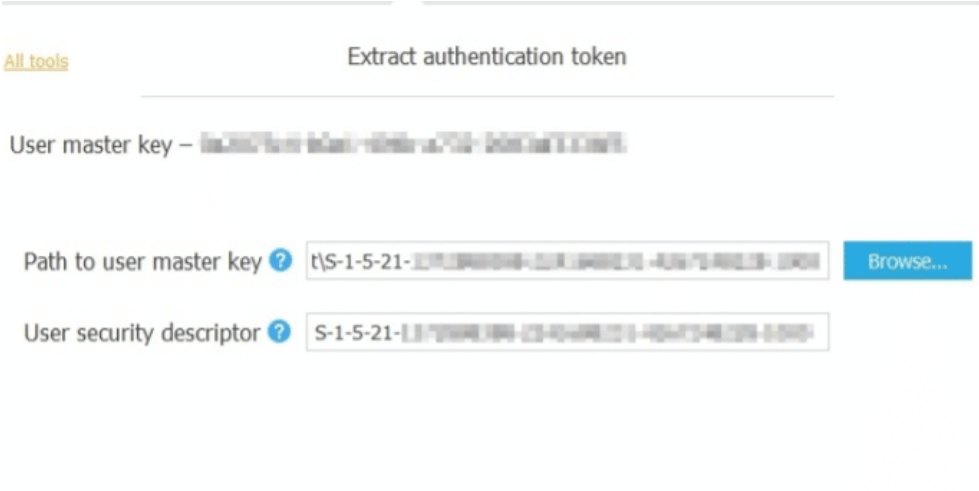 All tools
Extract authentication token
User master key –
Path to user master key ? t\S-1-5-21- Browse...
User security descriptor ? S-1-5-21-